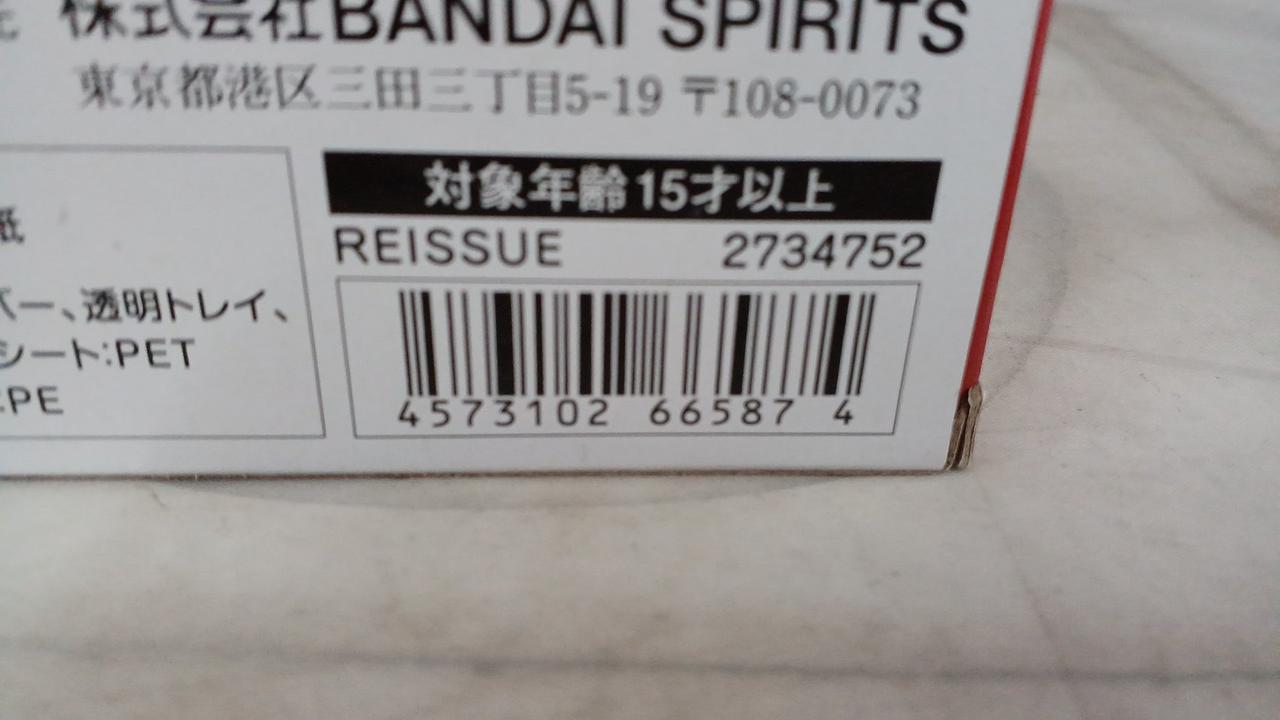 株式会社BANDAI SPIRITS
東京都港区三田三丁目5-19 〒108-0073
対象年齢15才以上
REISSUE 2734752
4573102 66587 4
紙
バー、透明トレイ、
シート:PET
:PE